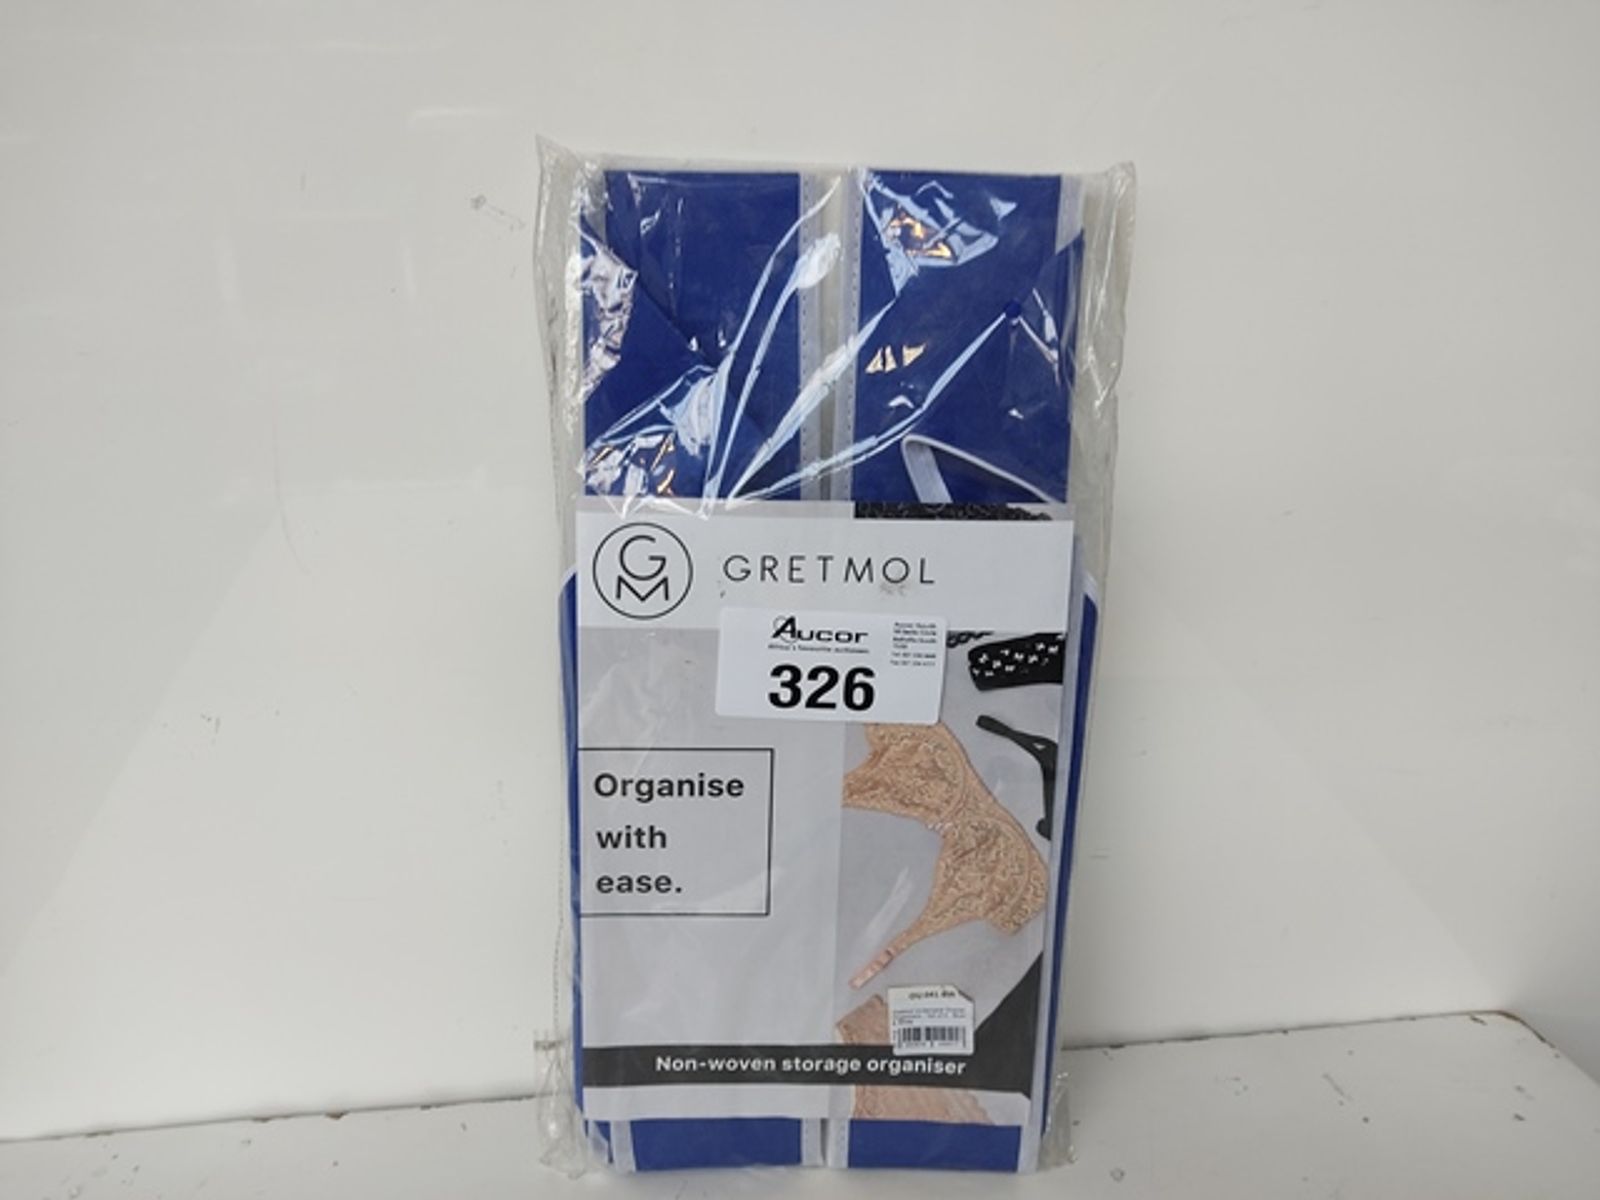 GM
GRETMOL
AUCOR
326
Organise
with
ease.
Non-woven storage organiser